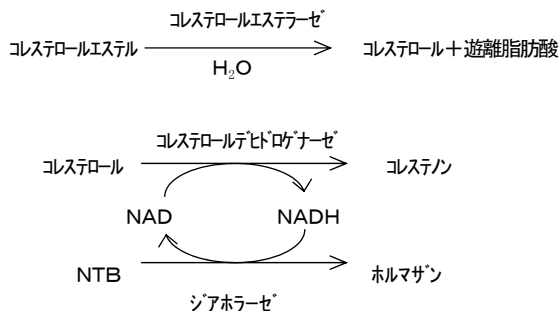 ｺﾚｽﾃﾛｰﾙｴｽﾃﾗｰｾﾞ
ｺﾚｽﾃﾛｰﾙｴｽﾃﾙ
ｺﾚｽﾃﾛｰﾙ＋遊離脂肪酸
H₂O
ｺﾚｽﾃﾛｰﾙﾃﾞﾋﾄﾞﾛｹﾞﾅｰｾﾞ
ｺﾚｽﾃﾛｰﾙ
ｺﾚｽﾃﾉﾝ
NAD
NADH
NTB
ﾎﾙﾏｻﾞﾝ
ｼﾞｱﾎﾗｰｾﾞ